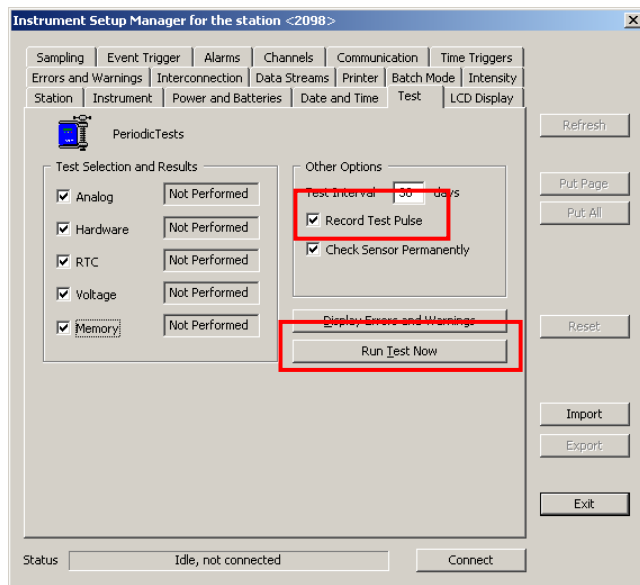 Instrument Setup Manager for the station <2098>
Sampling Event Trigger Alarms Channels Communication Time Triggers
Errors and Warnings Interconnection Data Streams Printer Batch Mode Intensity
Station Instrument Power and Batteries Date and Time Test LCD Display
PeriodicTests
Test Selection and Results
Analog Not Performed
Hardware Not Performed
RTC Not Performed
Voltage Not Performed
Memory Not Performed
Other Options
Test Interval 30 days
Record Test Pulse
Check Sensor Permanently
Display Errors and Warnings
Run Test Now
Refresh
Put Page
Put All
Reset
Import
Export
Exit
Status Idle, not connected Connect